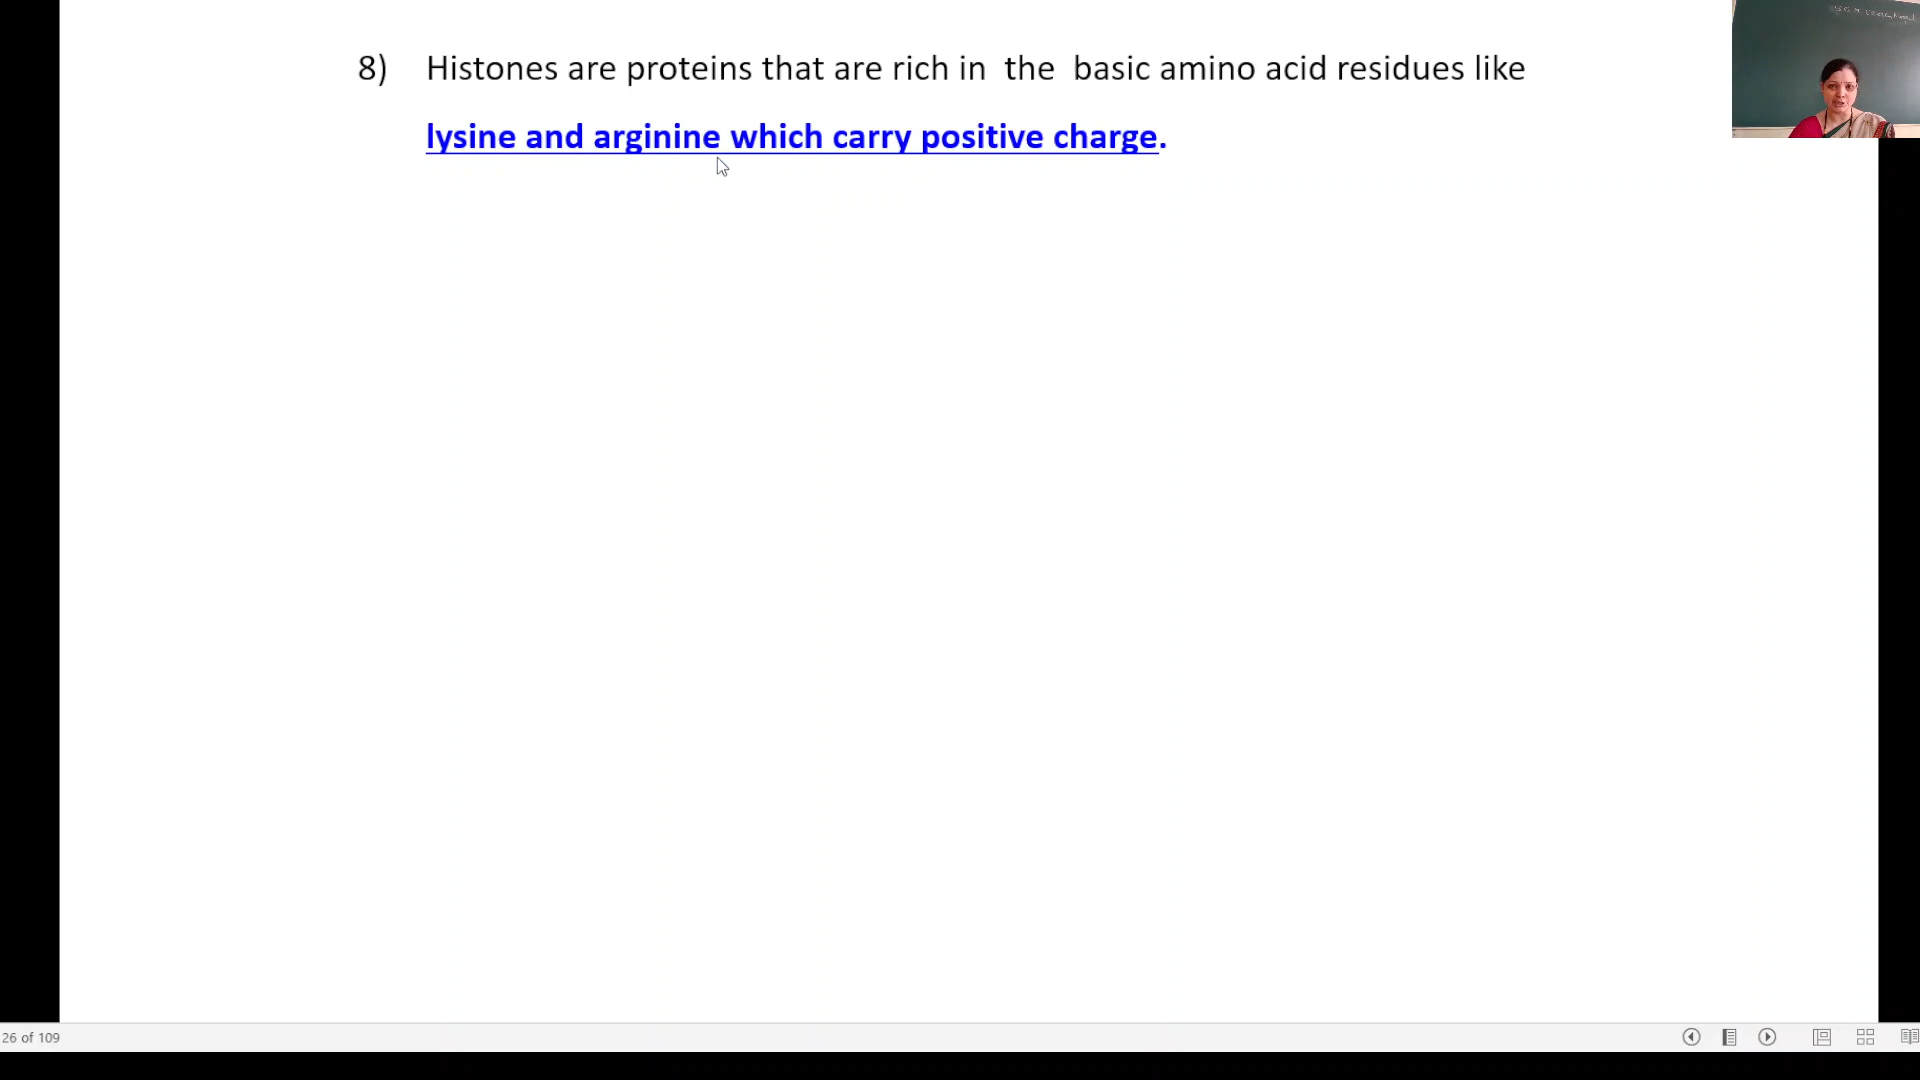 8) Histones are proteins that are rich in the basic amino acid residues like
lysine and arginine which carry positive charge.
26 of 109